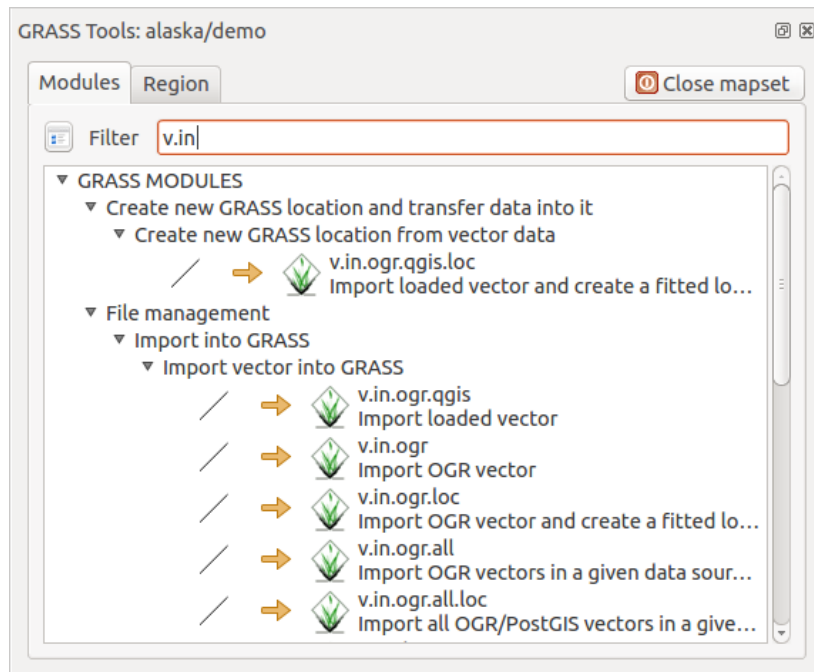 GRASS Tools: alaska/demo
Modules
Region
Close mapset
Filter
v.in
GRASS MODULES
Create new GRASS location and transfer data into it
Create new GRASS location from vector data
v.in.ogr.qgis.loc
Import loaded vector and create a fitted lo...
File management
Import into GRASS
Import vector into GRASS
v.in.ogr.qgis
Import loaded vector
v.in.ogr
Import OGR vector
v.in.ogr.loc
Import OGR vector and create a fitted lo...
v.in.ogr.all
Import OGR vectors in a given data sour...
v.in.ogr.all.loc
Import all OGR/PostGIS vectors in a give...